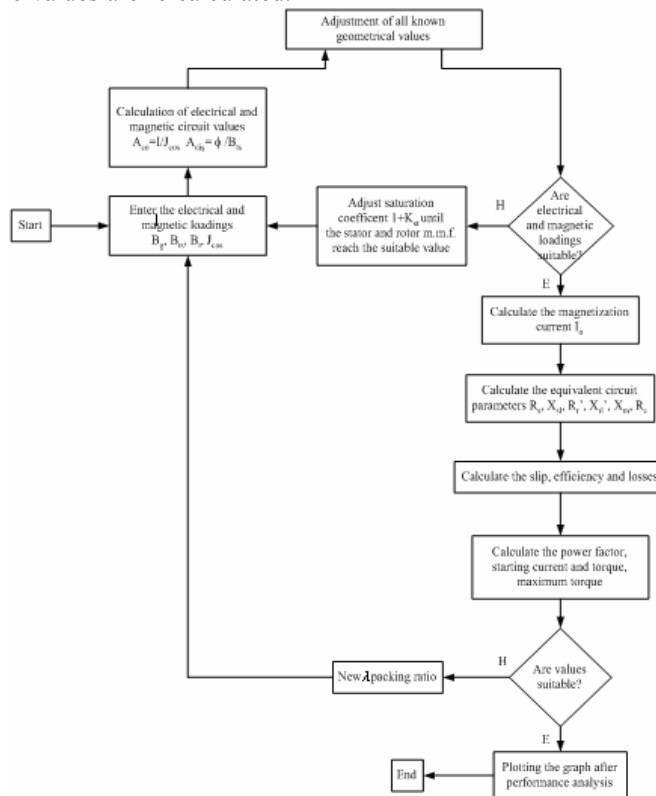 Adjustment of all known
geometrical values
Calculation of electrical and
magnetic circuit values
Start
Enter the electrical and
magnetic loadings
Adjust saturation
coeffecient 1+Kst until
the stator and rotor m.m.f.
reach the suitable value
H
Are
electrical
and magnetic
loadings
suitable?
E
Calculate the magnetization
current
Calculate the equivalent circuit
parameters
Calculate the slip, efficiency and losses
Calculate the power factor,
starting current and torque,
maximum torque
H
Are values
suitable?
New λ packing ratio
E
Plotting the graph after
performance analysis
End